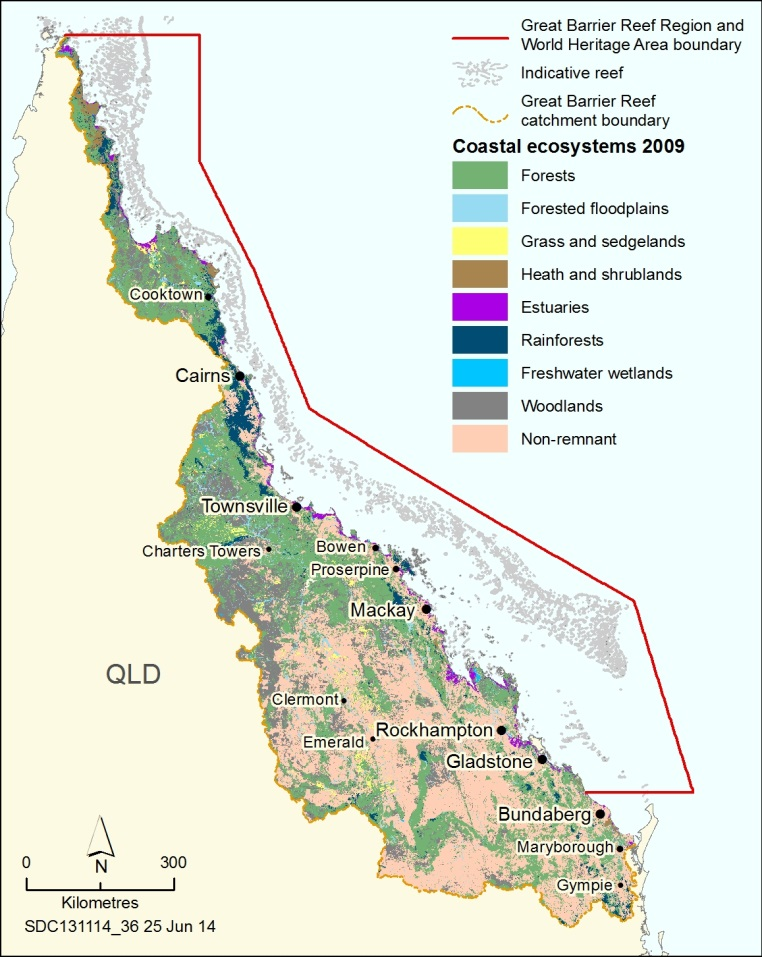 Great Barrier Reef Region and
World Heritage Area boundary
Indicative reef
Great Barrier Reef
catchment boundary
Coastal ecosystems 2009
Forests
Forested floodplains
Grass and sedgelands
Heath and shrublands
Estuaries
Rainforests
Freshwater wetlands
Woodlands
Non-remnant
Cooktown
Cairns
Townsville
Charters Towers
Bowen
Proserpine
Mackay
QLD
Clermont
Rockhampton
Emerald
Gladstone
Bundaberg
Maryborough
Gympie
0 300
N
Kilometres
SDC131114_36 25 Jun 14